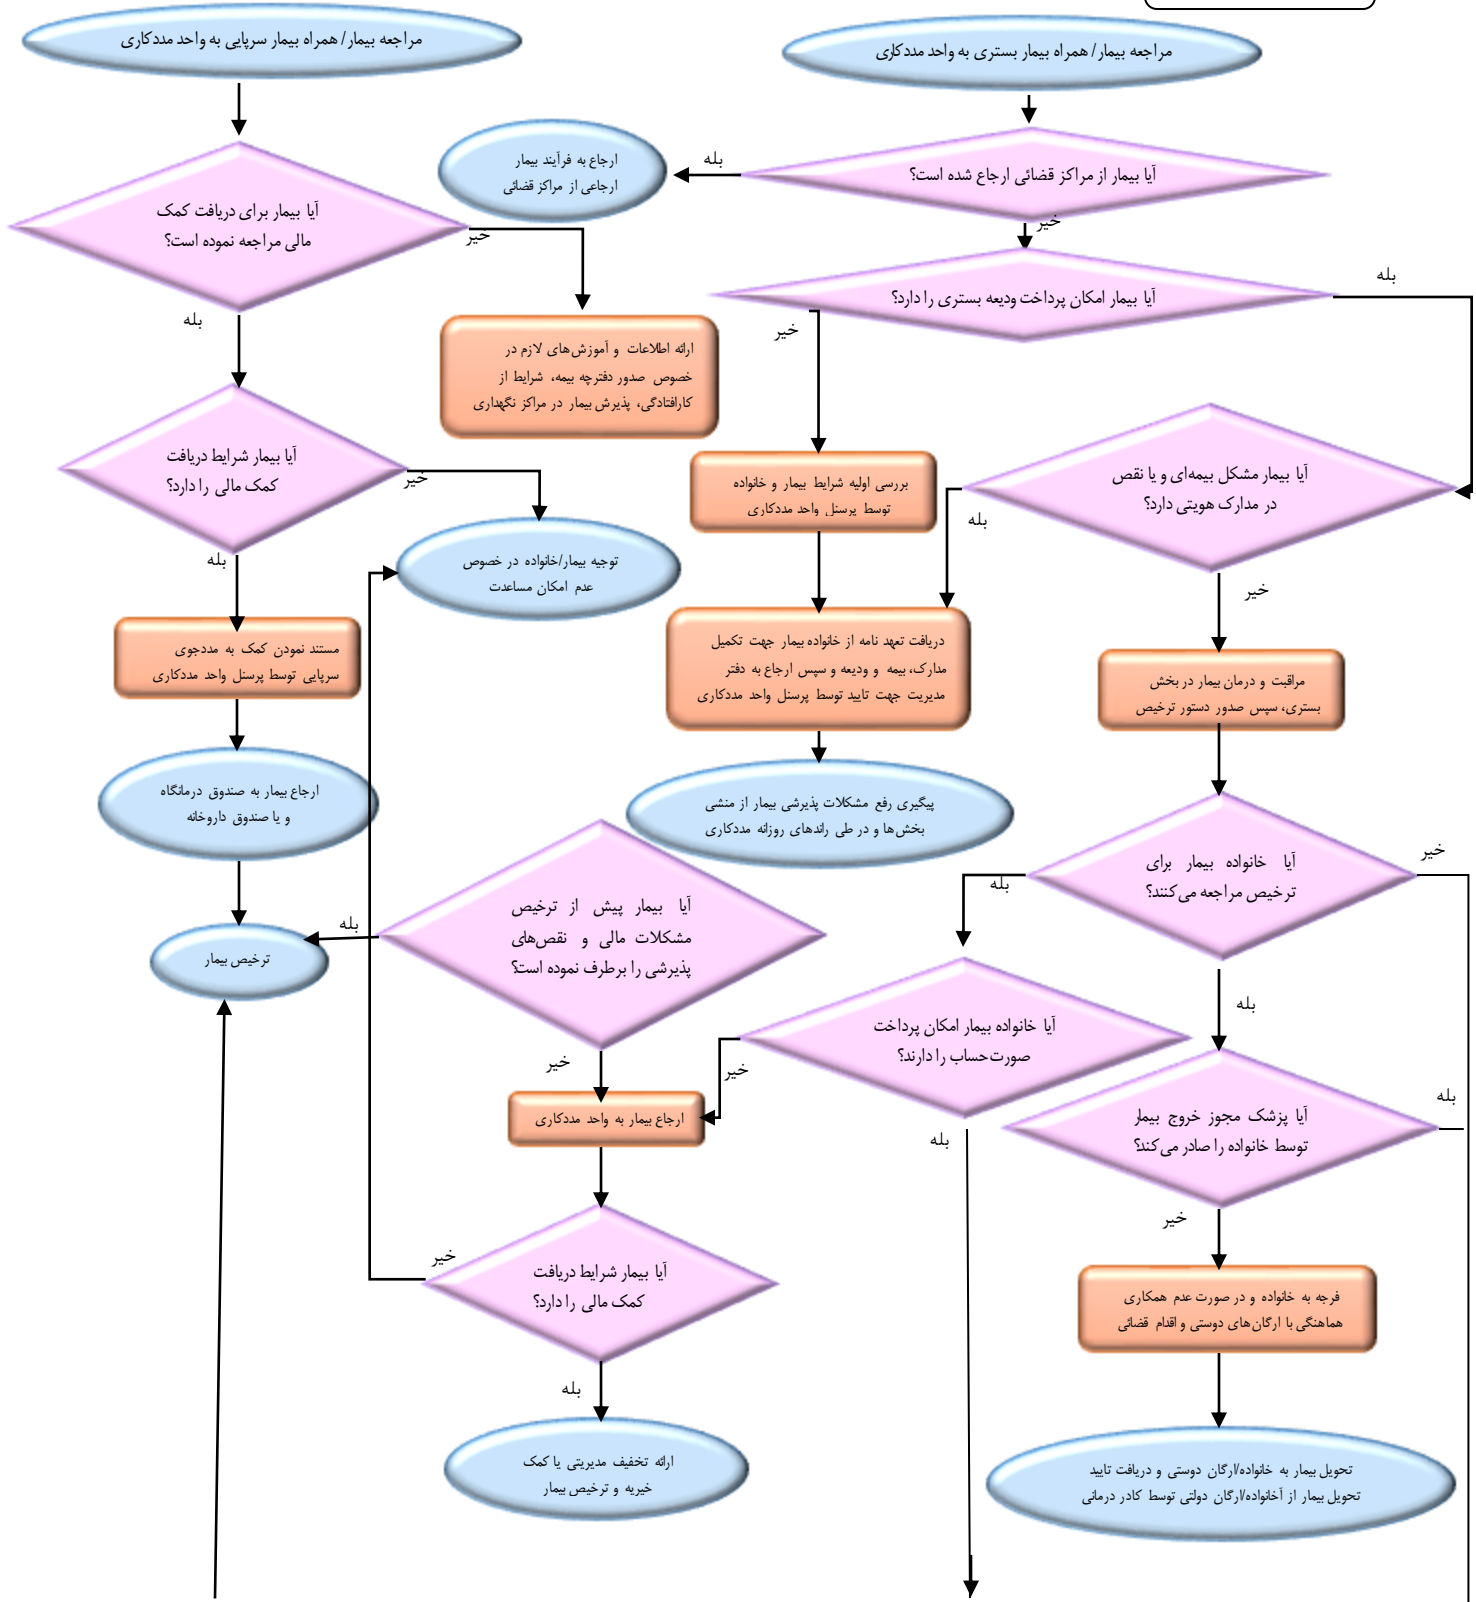 مراجعه بیمار/ همراه بیمار بستری به واحد مددکاری
آیا بیمار از مراکز قضائی ارجاع شده است؟
بله
ارجاع به فرآیند بیمار
ارجاعی از مراکز قضائی
خیر
آیا بیمار امکان پرداخت ودیعه بستری را دارد؟
بله
خیر
بررسی اولیه شرایط بیمار و خانواده
توسط پرسنل واحد مددکاری
آیا بیمار مشکل بیمه‌ای و یا نقص
در مدارک هویتی دارد؟
بله
خیر
دریافت تعهد نامه از خانواده بیمار جهت تکمیل
مدارک، بیمه و ودیعه و سپس ارجاع به دفتر
مدیریت جهت تایید توسط پرسنل واحد مددکاری
پیگیری رفع مشکلات پذیرشی بیمار از منشی
بخش‌ها و در طی راندهای روزانه مددکاری
مراقبت و درمان بیمار در بخش
بستری، سپس صدور دستور ترخیص
آیا خانواده بیمار برای
ترخیص مراجعه می‌کنند؟
خیر
بله
بله
آیا خانواده بیمار امکان پرداخت
صورت‌حساب را دارند؟
خیر
بله
آیا پزشک مجوز خروج بیمار
توسط خانواده را صادر می‌کند؟
بله
خیر
فرجه به خانواده و در صورت عدم همکاری
هماهنگی با ارگان‌های دوستی و اقدام قضائی
تحویل بیمار به خانواده/ارگان دوستی و دریافت تایید
تحویل بیمار از آخانواده/ارگان دولتی توسط کادر درمانی
مراجعه بیمار/ همراه بیمار سرپایی به واحد مددکاری
آیا بیمار برای دریافت کمک
مالی مراجعه نموده است؟
خیر
بله
ارائه اطلاعات و آموزش‌های لازم در
خصوص صدور دفترچه بیمه، شرایط از
کارافتادگی، پذیرش بیمار در مراکز نگهداری
آیا بیمار شرایط دریافت
کمک مالی را دارد؟
خیر
بله
توجیه بیمار/خانواده در خصوص
عدم امکان مساعدت
مستند نمودن کمک به مددجوی
سرپایی توسط پرسنل واحد مددکاری
ارجاع بیمار به صندوق درمانگاه
و یا صندوق داروخانه
ترخیص بیمار
بله
آیا بیمار پیش از ترخیص
مشکلات مالی و نقص‌های
پذیرشی را برطرف نموده است؟
خیر
ارجاع بیمار به واحد مددکاری
آیا بیمار شرایط دریافت
کمک مالی را دارد؟
خیر
بله
ارائه تخفیف مدیریتی یا کمک
خیریه و ترخیص بیمار